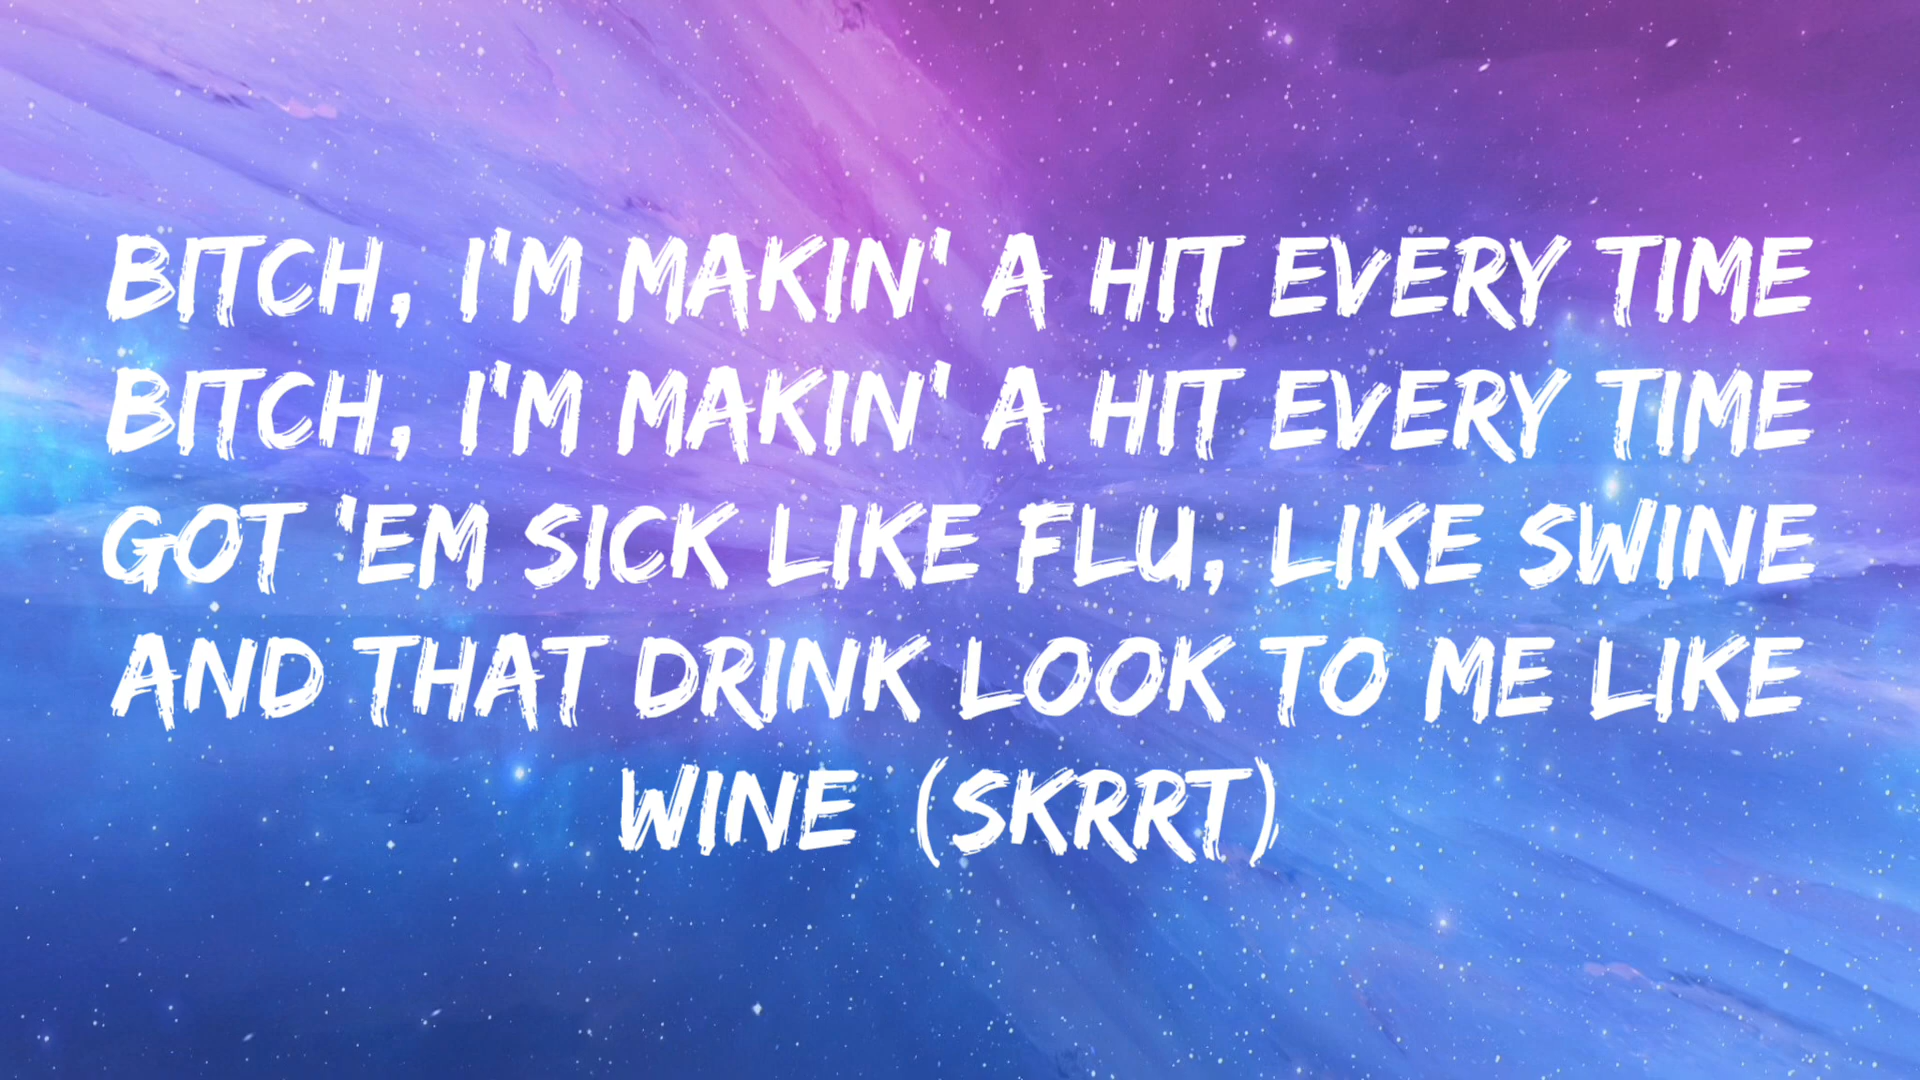 BITCH, I'M MAKIN' A HIT EVERY TIME
BITCH, I'M MAKIN' A HIT EVERY TIME
GOT 'EM SICK LIKE FLU, LIKE SWINE
AND THAT DRINK LOOK TO ME LIKE
WINE (SKRRT)